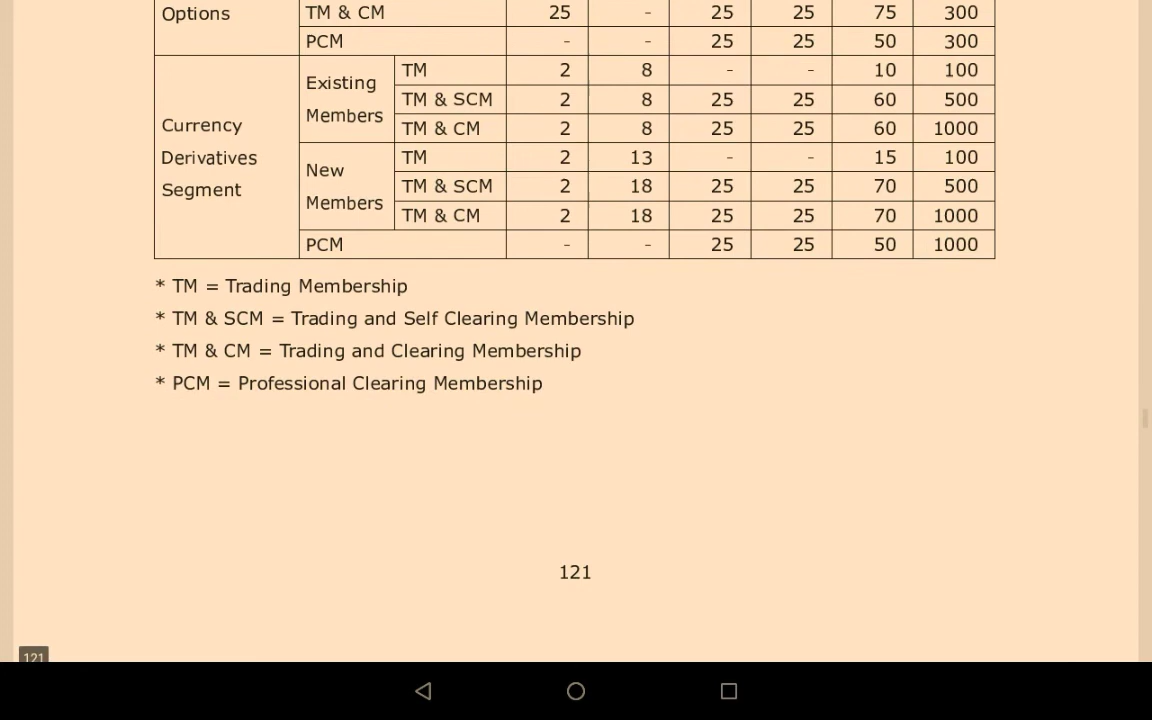 Options TM & CM 25 - 25 25 75 300
PCM - - 25 25 50 300
Currency Derivatives Segment Existing Members TM 2 8 - - 10 100
TM & SCM 2 8 25 25 60 500
TM & CM 2 8 25 25 60 1000
New Members TM 2 13 - - 15 100
TM & SCM 2 18 25 25 70 500
TM & CM 2 18 25 25 70 1000
PCM - - 25 25 50 1000
* TM = Trading Membership
* TM & SCM = Trading and Self Clearing Membership
* TM & CM = Trading and Clearing Membership
* PCM = Professional Clearing Membership
121
121